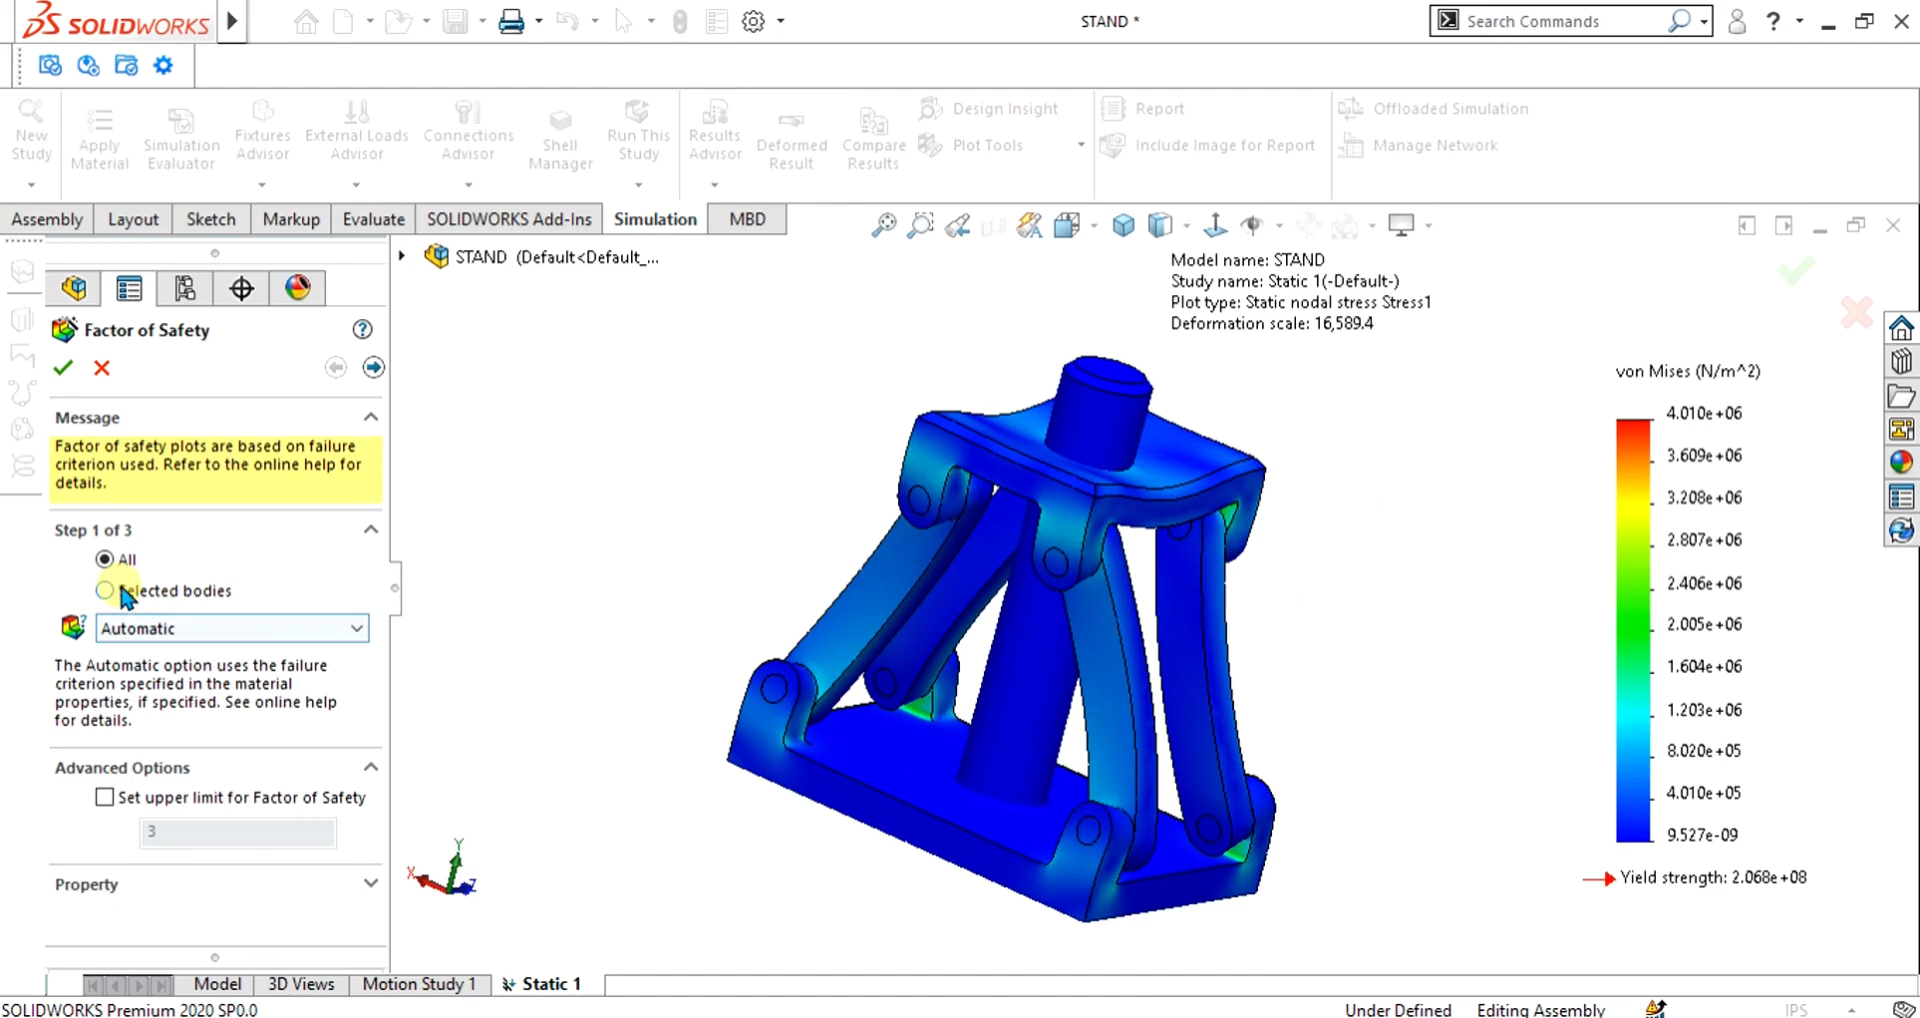 SOLIDWORKS
STAND *
Search Commands
?
New Study
Apply Material
Simulation Evaluator
Fixtures Advisor
External Loads Advisor
Connections Advisor
Shell Manager
Run This Study
Results Advisor
Deformed Result
Compare Results
Design Insight
Plot Tools
Report
Include Image for Report
Offloaded Simulation
Manage Network
Assembly
Layout
Sketch
Markup
Evaluate
SOLIDWORKS Add-Ins
Simulation
MBD
STAND (Default<Default_...
Model name: STAND
Study name: Static 1(-Default-)
Plot type: Static nodal stress Stress1
Deformation scale: 16,589.4
Factor of Safety
?
Message
Factor of safety plots are based on failure
criterion used. Refer to the online help for
details.
Step 1 of 3
All
lected bodies
Automatic
The Automatic option uses the failure
criterion specified in the material
properties, if specified. See online help
for details.
Advanced Options
Set upper limit for Factor of Safety
3
Property
von Mises (N/m^2)
4.010e+06
3.609e+06
3.208e+06
2.807e+06
2.406e+06
2.005e+06
1.604e+06
1.203e+06
8.020e+05
4.010e+05
9.527e-09
Yield strength: 2.068e+08
Y
X
Z
Model
3D Views
Motion Study 1
Static 1
SOLIDWORKS Premium 2020 SP0.0
Under Defined
Editing Assembly
IPS